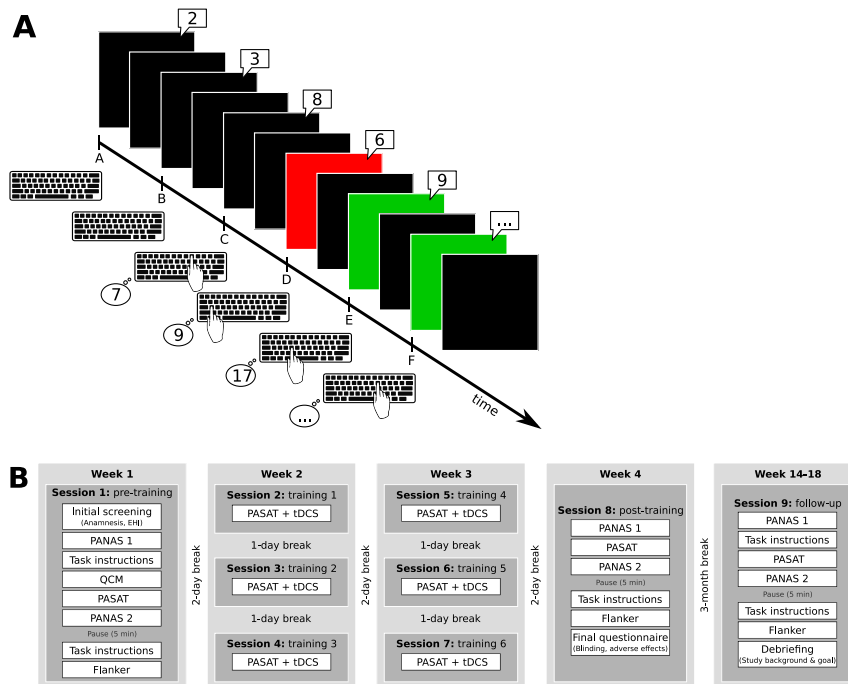 A
2
3
8
6
9
...
A
B
C
D
E
F
7
9
17
...
time
B
Week 1
Session 1: pre-training
Initial screening
(Anamnesis, EHI)
PANAS 1
Task instructions
QCM
PASAT
PANAS 2
Pause (5 min)
Task instructions
Flanker
2-day break
Week 2
Session 2: training 1
PASAT + tDCS
1-day break
Session 3: training 2
PASAT + tDCS
1-day break
Session 4: training 3
PASAT + tDCS
2-day break
Week 3
Session 5: training 4
PASAT + tDCS
1-day break
Session 6: training 5
PASAT + tDCS
1-day break
Session 7: training 6
PASAT + tDCS
2-day break
Week 4
Session 8: post-training
PANAS 1
PASAT
PANAS 2
Pause (5 min)
Task instructions
Flanker
Final questionnaire
(Blinding, adverse effects)
3-month break
Week 14-18
Session 9: follow-up
PANAS 1
Task instructions
PASAT
PANAS 2
Pause (5 min)
Task instructions
Flanker
Debriefing
(Study background & goal)